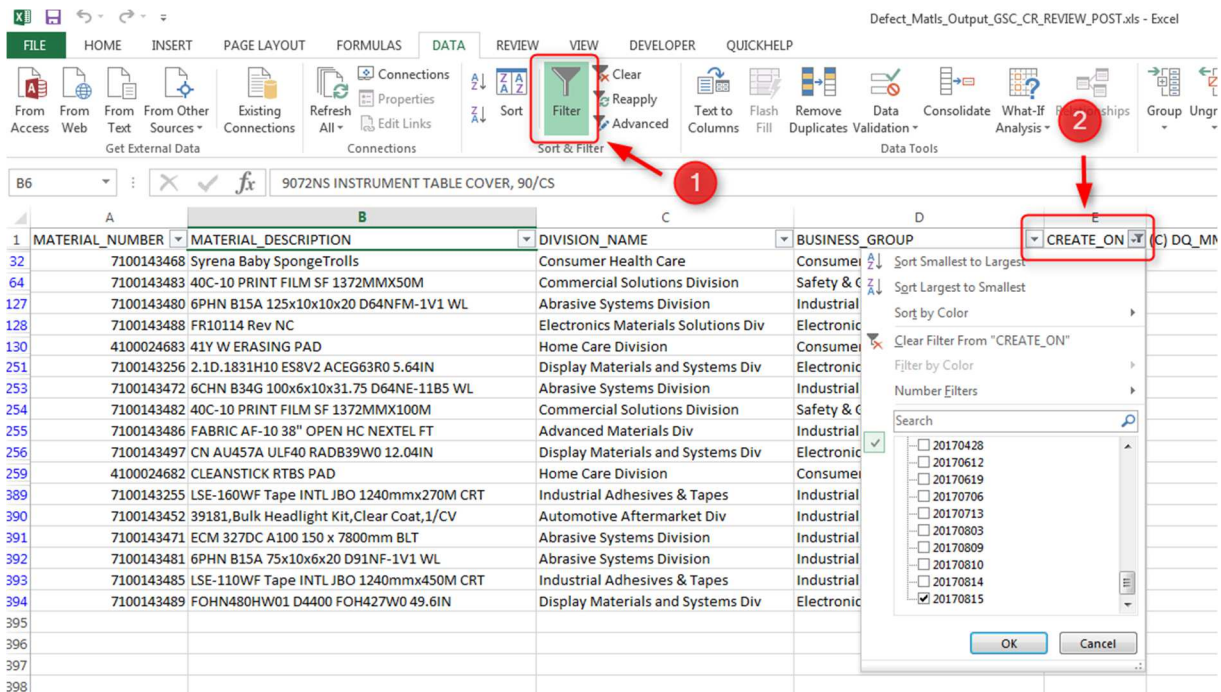 Defect_Matls_Output_GSC_CR_REVIEW_POST.xls - Excel
FILE HOME INSERT PAGE LAYOUT FORMULAS DATA REVIEW VIEW DEVELOPER QUICKHELP
From Access
From Web
From Text
From Other Sources
Get External Data
Existing Connections
Refresh All
Connections
Properties
Edit Links
Connections
Sort
Filter
Clear
Reapply
Advanced
Sort & Filter
Text to Columns
Flash Fill
Remove Duplicates
Data Validation
Consolidate
What-If Analysis
Data Tools
Group
Ungr
1
2
B6 fx 9072NS INSTRUMENT TABLE COVER, 90/CS
A B C D E
1 MATERIAL_NUMBER MATERIAL_DESCRIPTION DIVISION_NAME BUSINESS_GROUP CREATE_ON (C) DQ_MM
32 7100143468 Syrena Baby SpongeTrolls Consumer Health Care Consume
64 7100143483 40C-10 PRINT FILM SF 1372MMX50M Commercial Solutions Division Safety & G
127 7100143480 6PHN B15A 125x10x10x20 D64NFM-1V1 WL Abrasive Systems Division Industrial
128 7100143488 FR10114 Rev NC Electronics Materials Solutions Div Electronic
130 4100024683 41Y W ERASING PAD Home Care Division Consume
251 7100143256 2.1D.1831H10 ES8V2 ACEG63R0 5.64IN Display Materials and Systems Div Electronic
253 7100143472 6CHN B34G 100x6x10x31.75 D64NE-11B5 WL Abrasive Systems Division Industrial
254 7100143482 40C-10 PRINT FILM SF 1372MMX100M Commercial Solutions Division Safety & G
255 7100143486 FABRIC AF-10 38" OPEN HC NEXTEL FT Advanced Materials Div Industrial
256 7100143497 CN AU457A ULF40 RADB39W0 12.04IN Display Materials and Systems Div Electronic
259 4100024682 CLEANSTICK RTBS PAD Home Care Division Consume
389 7100143255 LSE-160WF Tape INTL JBO 1240mmx270M CRT Industrial Adhesives & Tapes Industrial
390 7100143452 39181,Bulk Headlight Kit,Clear Coat,1/CV Automotive Aftermarket Div Industrial
391 7100143471 ECM 327DC A100 150 x 7800mm BLT Abrasive Systems Division Industrial
392 7100143481 6PHN B15A 75x10x6x20 D91NF-1V1 WL Abrasive Systems Division Industrial
393 7100143485 LSE-110WF Tape INTL JBO 1240mmx450M CRT Industrial Adhesives & Tapes Industrial
394 7100143489 FOHN480HW01 D4400 FOH427W0 49.6IN Display Materials and Systems Div Electronic
395
396
397
398
Sort Smallest to Largest
Sort Largest to Smallest
Sort by Color
Clear Filter From "CREATE_ON"
Filter by Color
Number Filters
Search
20170428
20170612
20170619
20170706
20170713
20170803
20170809
20170810
20170814
20170815
OK Cancel